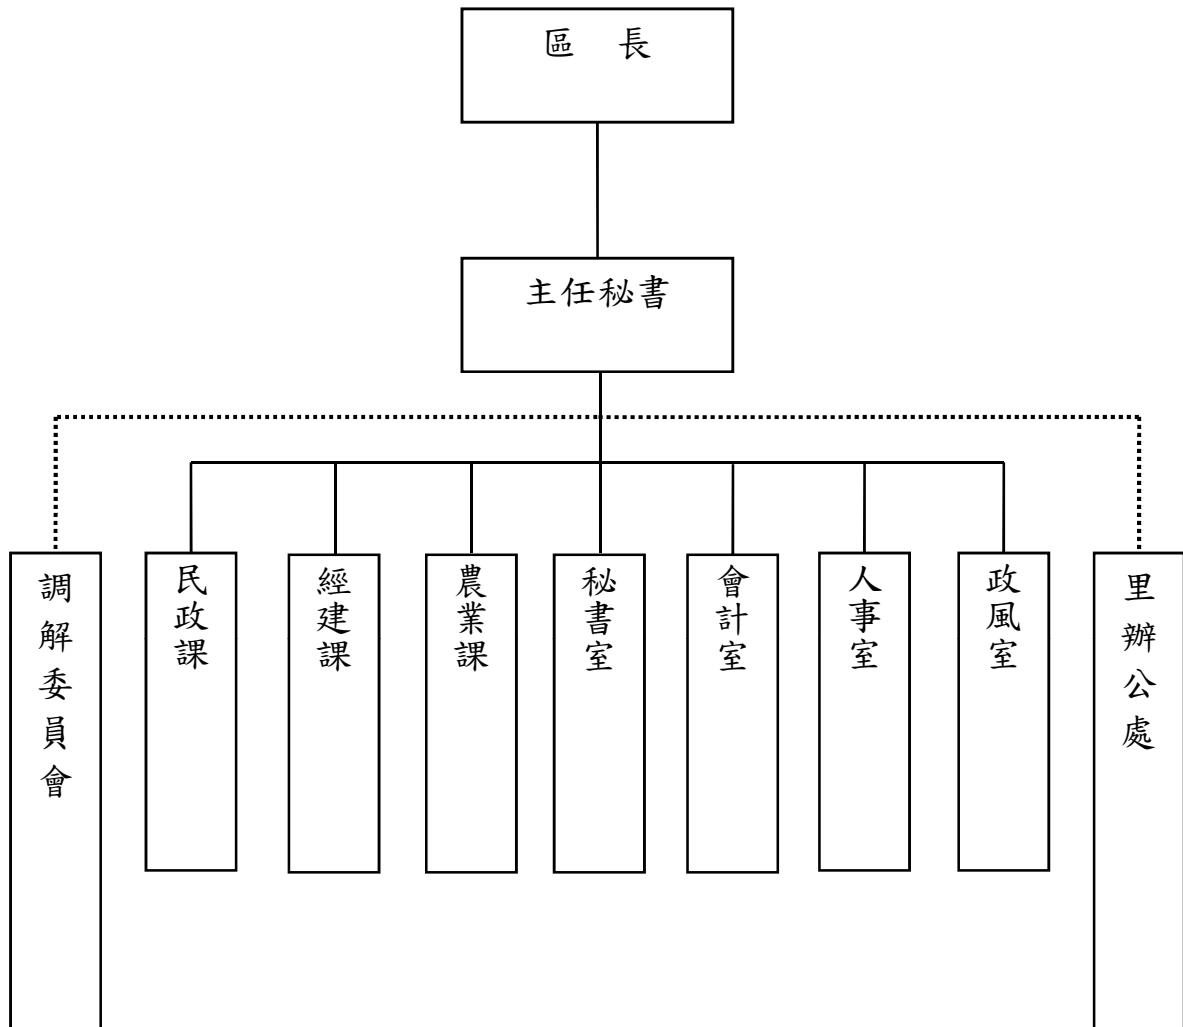 區 長
主任秘書
調解委員會
民政課
經建課
農業課
秘書室
會計室
人事室
政風室
里辦公處